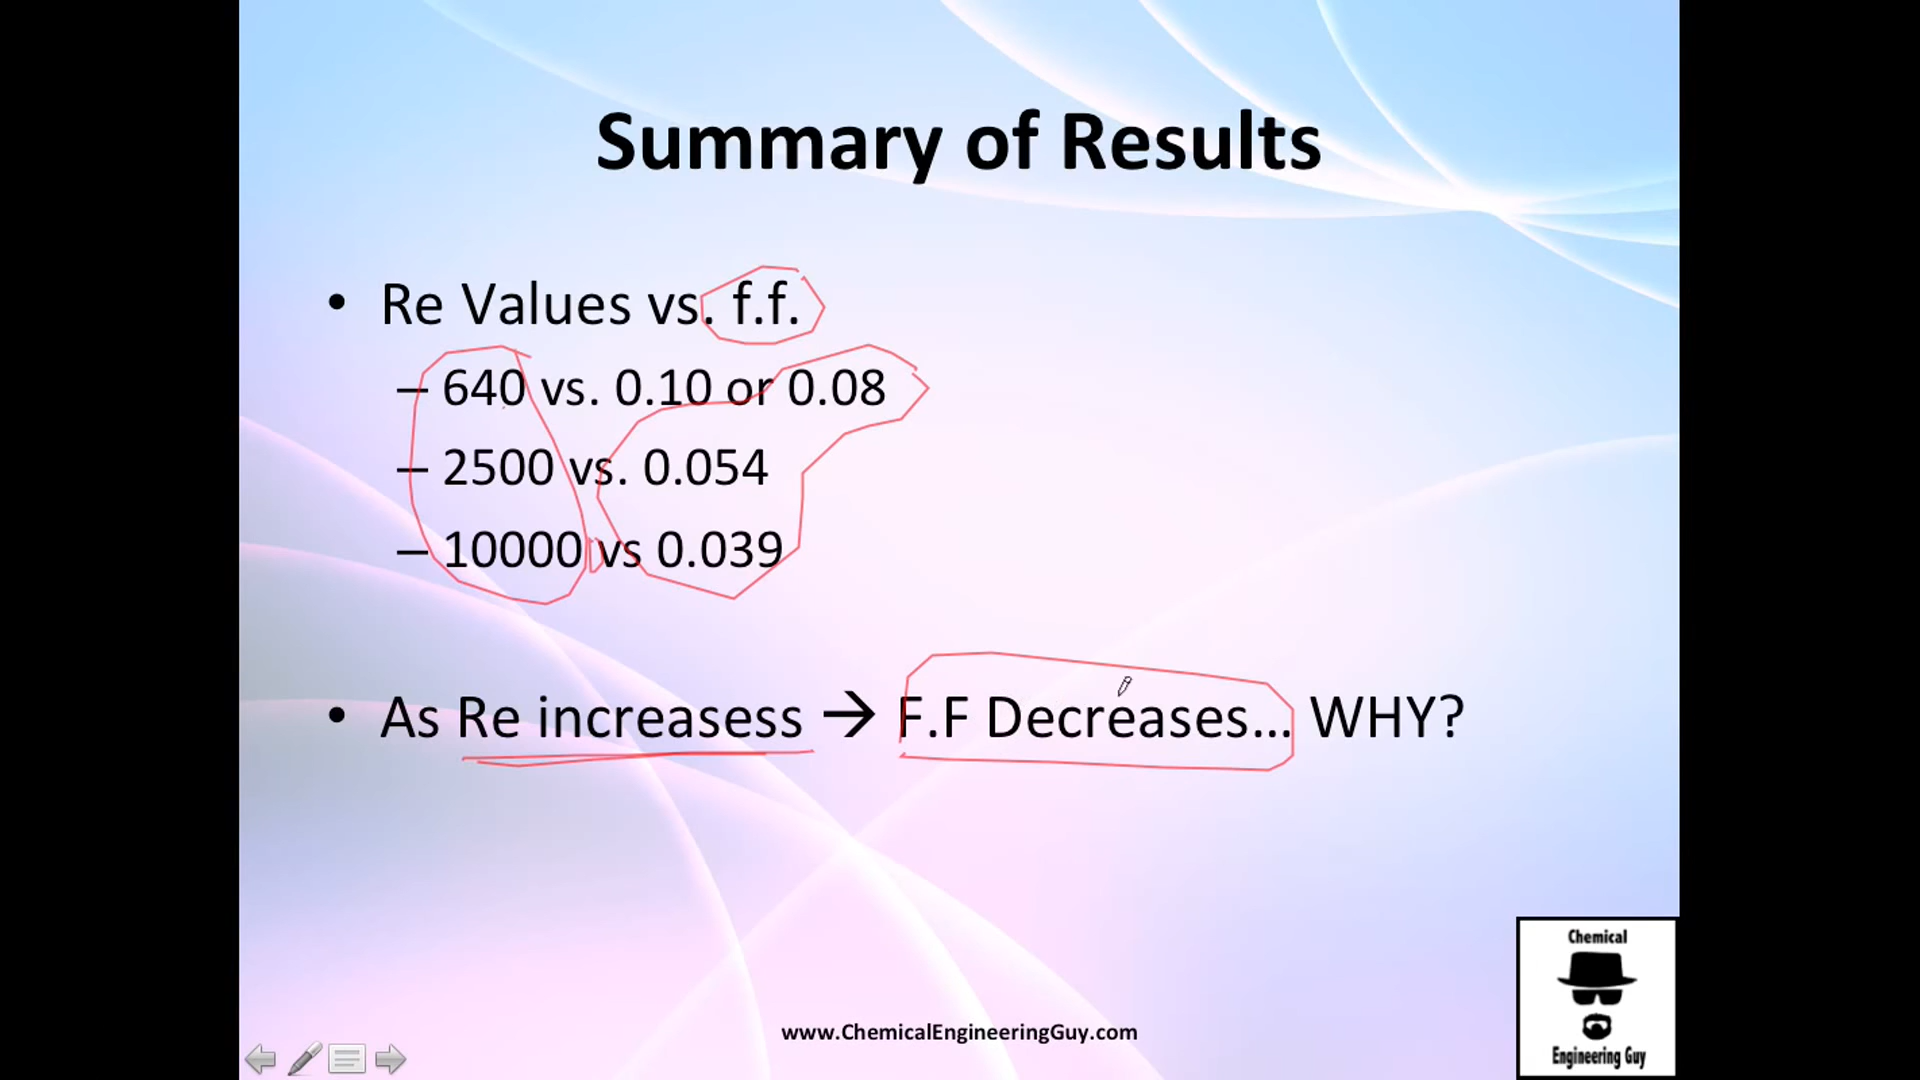 Summary of Results
• Re Values vs. f.f.
– 640 vs. 0.10 or 0.08
– 2500 vs. 0.054
– 10000 vs 0.039
• As Re increasess → F.F Decreases... WHY?
www.ChemicalEngineeringGuy.com
Chemical
Engineering Guy